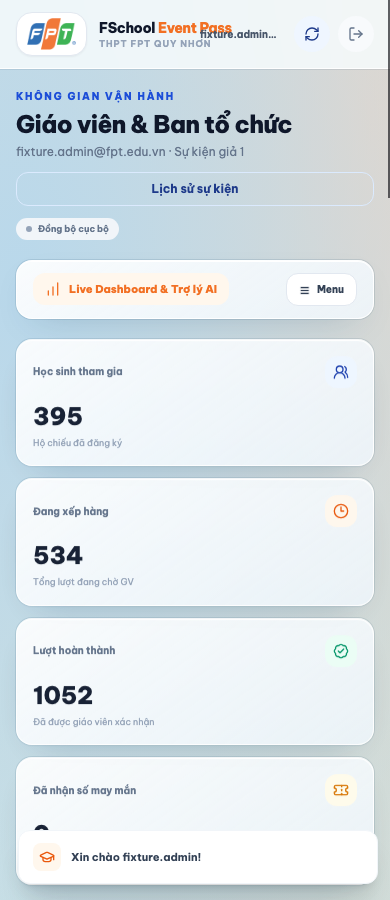 FPT
FSchool Event Pass
THPT FPT QUY NHƠN
fixture.admin...
KHÔNG GIAN VẬN HÀNH
Giáo viên & Ban tổ chức
fixture.admin@fpt.edu.vn · Sự kiện giả 1
Lịch sử sự kiện
Đồng bộ cục bộ
Live Dashboard & Trợ lý AI
Menu
Học sinh tham gia
395
Hộ chiếu đã đăng ký
Đang xếp hàng
534
Tổng lượt đang chờ GV
Lượt hoàn thành
1052
Đã được giáo viên xác nhận
Đã nhận số may mắn
Xin chào fixture.admin!